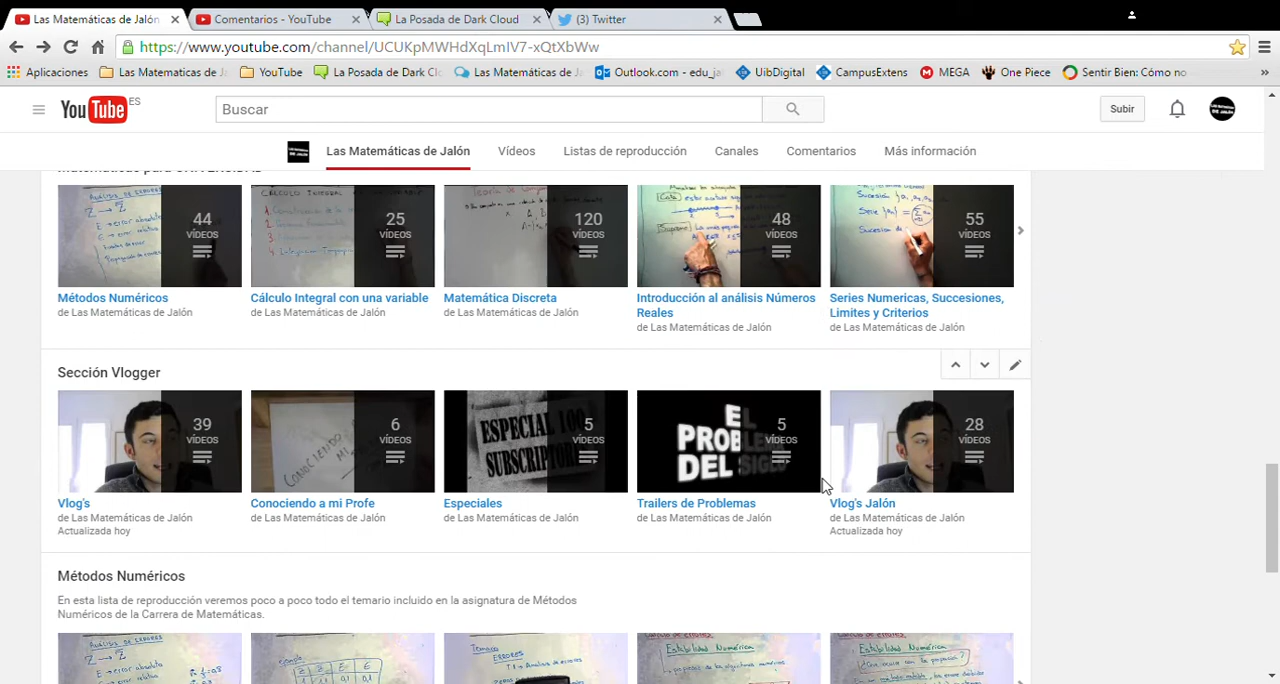 Las Matemáticas de Jalón
Comentarios - YouTube
La Posada de Dark Cloud
(3) Twitter
https://www.youtube.com/channel/UCUKpMWHdXqLmIV7-xQtXbWw
Aplicaciones
Las Matematicas de J
YouTube
La Posada de Dark Clo
Las Matemáticas de J
Outlook.com - edu_ja
UibDigital
CampusExtens
MEGA
One Piece
Sentir Bien: Cómo no
»
YouTube ES
Buscar
Subir
Las Matemáticas de Jalón
Vídeos
Listas de reproducción
Canales
Comentarios
Más información
Matemáticas para UNIVERSIDAD
44 VÍDEOS
25 VÍDEOS
120 VÍDEOS
48 VÍDEOS
55 VÍDEOS
Métodos Numéricos
de Las Matemáticas de Jalón
Cálculo Integral con una variable
de Las Matemáticas de Jalón
Matemática Discreta
de Las Matemáticas de Jalón
Introducción al análisis Números
Reales
de Las Matemáticas de Jalón
Series Numericas, Succesiones,
Limites y Criterios
de Las Matemáticas de Jalón
Sección Vlogger
39 VÍDEOS
CONOCIENDO A
MI
6 VÍDEOS
ESPECIAL 100
SUBSCRIPTOR
5 VÍDEOS
EL
PROBLEMA
DEL SIGLO
5 VÍDEOS
28 VÍDEOS
Vlog's
de Las Matemáticas de Jalón
Actualizada hoy
Conociendo a mi Profe
de Las Matemáticas de Jalón
Especiales
de Las Matemáticas de Jalón
Trailers de Problemas
de Las Matemáticas de Jalón
Vlog's Jalón
de Las Matemáticas de Jalón
Actualizada hoy
Métodos Numéricos
En esta lista de reproducción veremos poco a poco todo el temario incluido en la asignatura de Métodos
Numéricos de la Carrera de Matemáticas.